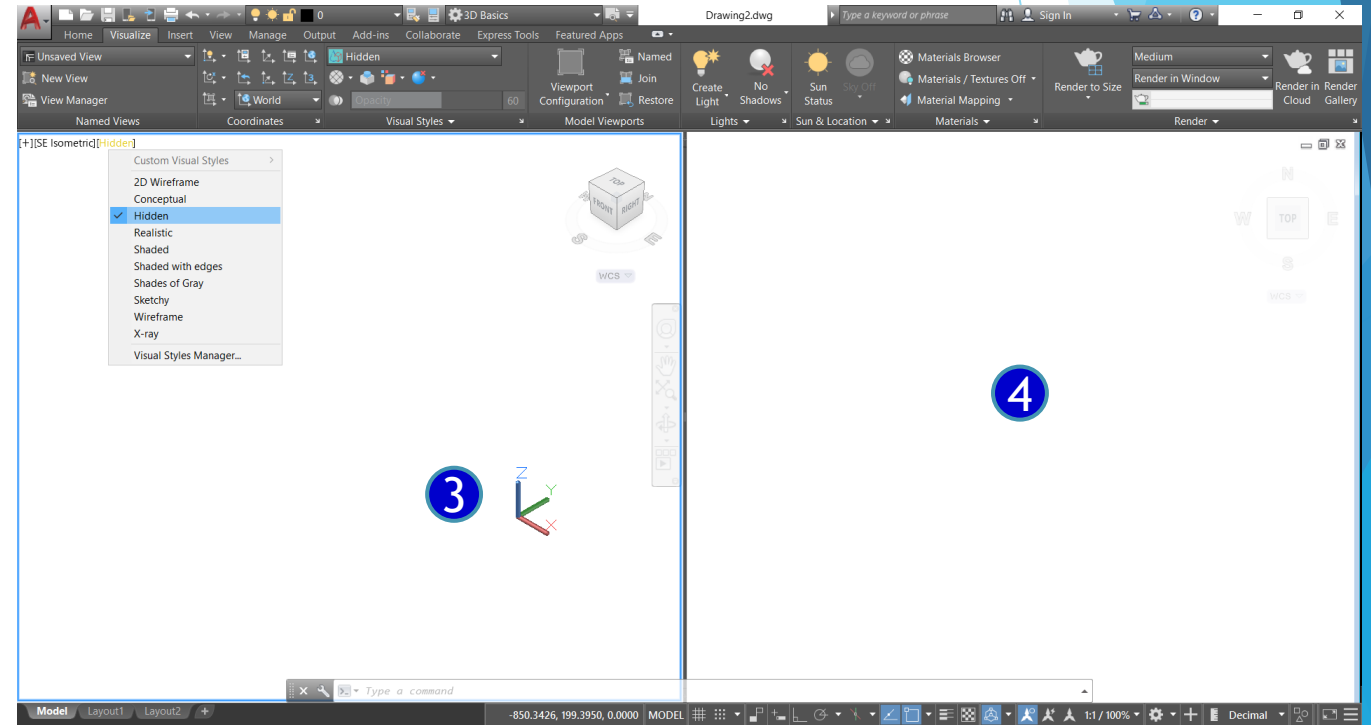 A 0 3D Basics Drawing2.dwg Type a keyword or phrase Sign In ?
Home Visualize Insert View Manage Output Add-ins Collaborate Express Tools Featured Apps
Unsaved View Hidden Named Materials Browser Medium
New View Join Materials / Textures Off Render in Window
View Manager World Opacity 60 Restore Material Mapping
Viewport Configuration
Create Light
No Shadows
Sun Status
Sky Off
Render to Size
Render in Cloud
Render Gallery
Named Views Coordinates Visual Styles Model Viewports Lights Sun & Location Materials Render
[+][SE Isometric][Hidden]
Custom Visual Styles
2D Wireframe
Conceptual
Hidden
Realistic
Shaded
Shaded with edges
Shades of Gray
Sketchy
Wireframe
X-ray
Visual Styles Manager...
TOP
FRONT RIGHT
S E
WCS
N
W TOP E
S
WCS
4
3
Z
Y
X
Type a command
Model Layout1 Layout2 + -850.3426, 199.3950, 0.0000 MODEL 1:1 / 100% Decimal